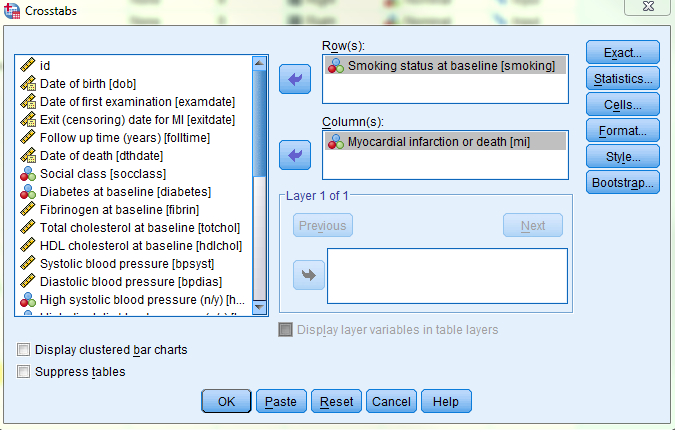 Crosstabs
id
Date of birth [dob]
Date of first examination [examdate]
Exit (censoring) date for MI [exitdate]
Follow up time (years) [folltime]
Date of death [dthdate]
Social class [socclass]
Diabetes at baseline [diabetes]
Fibrinogen at baseline [fibrin]
Total cholesterol at baseline [totchol]
HDL cholesterol at baseline [hdlchol]
Systolic blood pressure [bpsyst]
Diastolic blood pressure [bpdias]
High systolic blood pressure (n/y) [h...
Row(s):
Smoking status at baseline [smoking]
Column(s):
Myocardial infarction or death [mi]
Layer 1 of 1
Previous
Next
Display layer variables in table layers
Exact...
Statistics...
Cells...
Format...
Style...
Bootstrap...
Display clustered bar charts
Suppress tables
OK
Paste
Reset
Cancel
Help